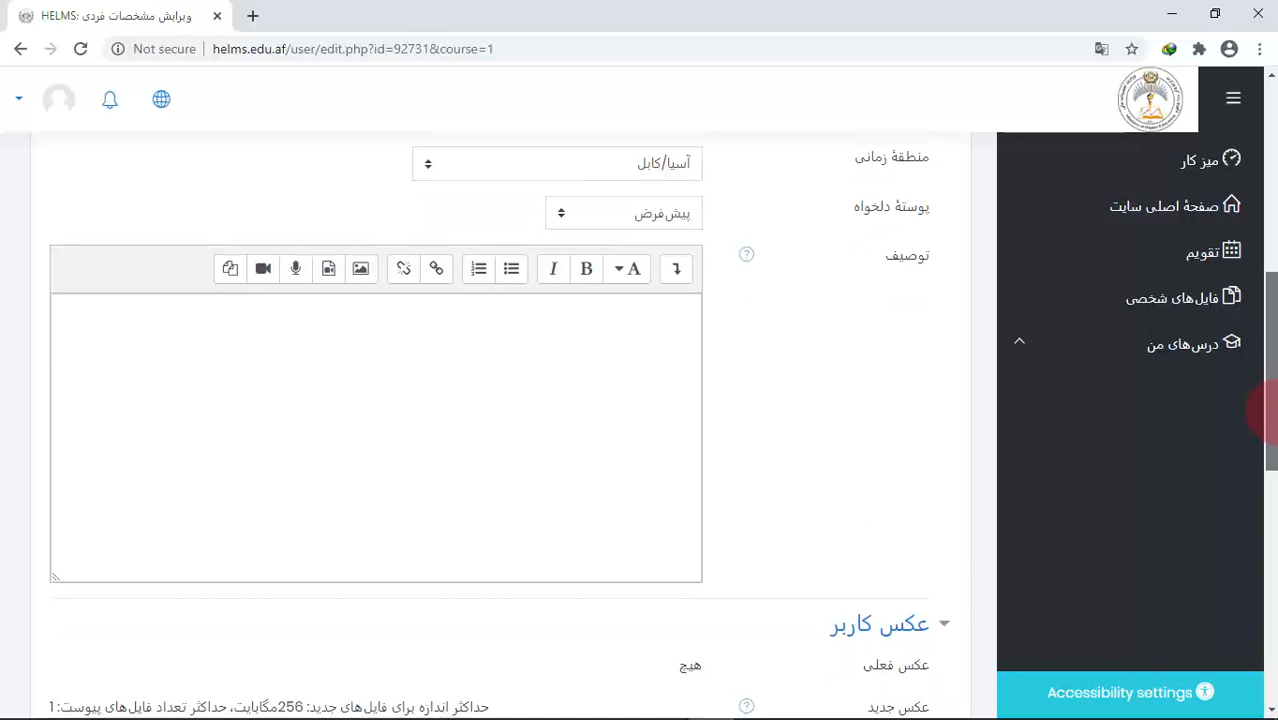 ویرایش مشخصات فردی :HELMS
Not secure | helms.edu.af/user/edit.php?id=92731&course=1
منطقهٔ زمانی
آسیا/کابل
پوستهٔ دلخواه
پیش‌فرض
توصیف
A
B
I
عکس کاربر
عکس فعلی
هیچ
عکس جدید
حداکثر اندازه برای فایل‌های جدید: 256مگابایت، حداکثر تعداد فایل‌های پیوست: 1
میز کار
صفحهٔ اصلی سایت
تقویم
فایل‌های شخصی
درس‌های من
Accessibility settings